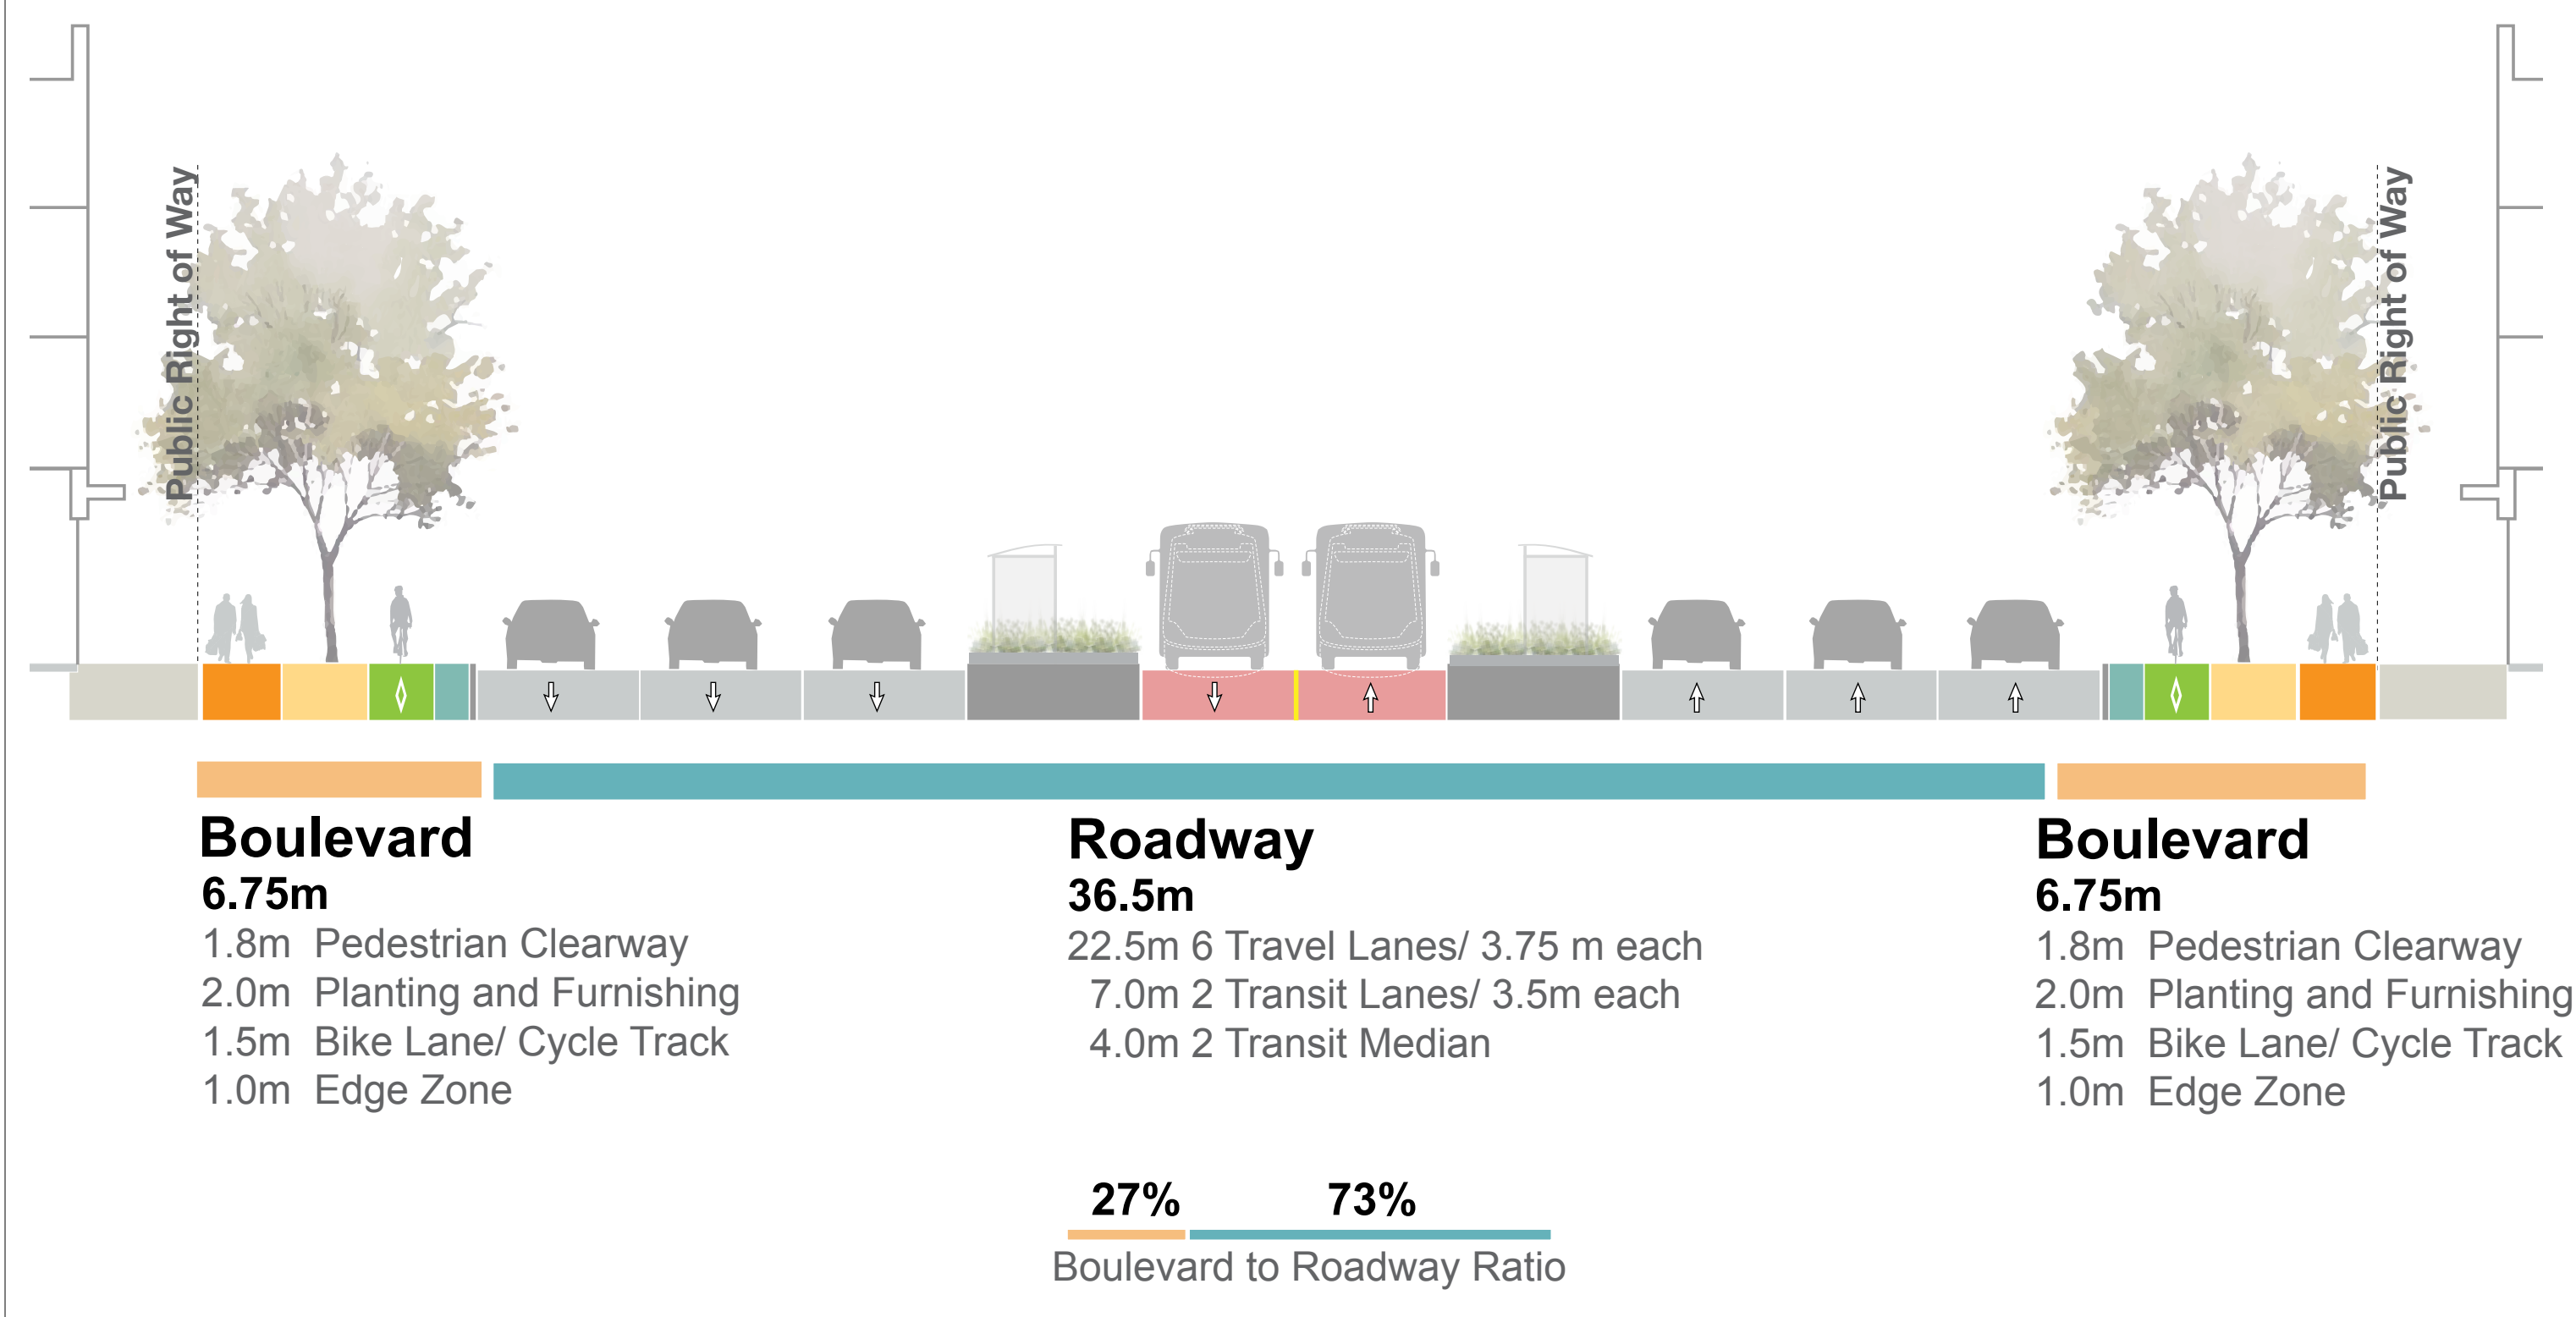 Public Right of Way
Public Right of Way
Boulevard
6.75m
1.8m Pedestrian Clearway
2.0m Planting and Furnishing
1.5m Bike Lane/ Cycle Track
1.0m Edge Zone
Roadway
36.5m
22.5m 6 Travel Lanes/ 3.75 m each
7.0m 2 Transit Lanes/ 3.5m each
4.0m 2 Transit Median
Boulevard
6.75m
1.8m Pedestrian Clearway
2.0m Planting and Furnishing
1.5m Bike Lane/ Cycle Track
1.0m Edge Zone
27% 73%
Boulevard to Roadway Ratio